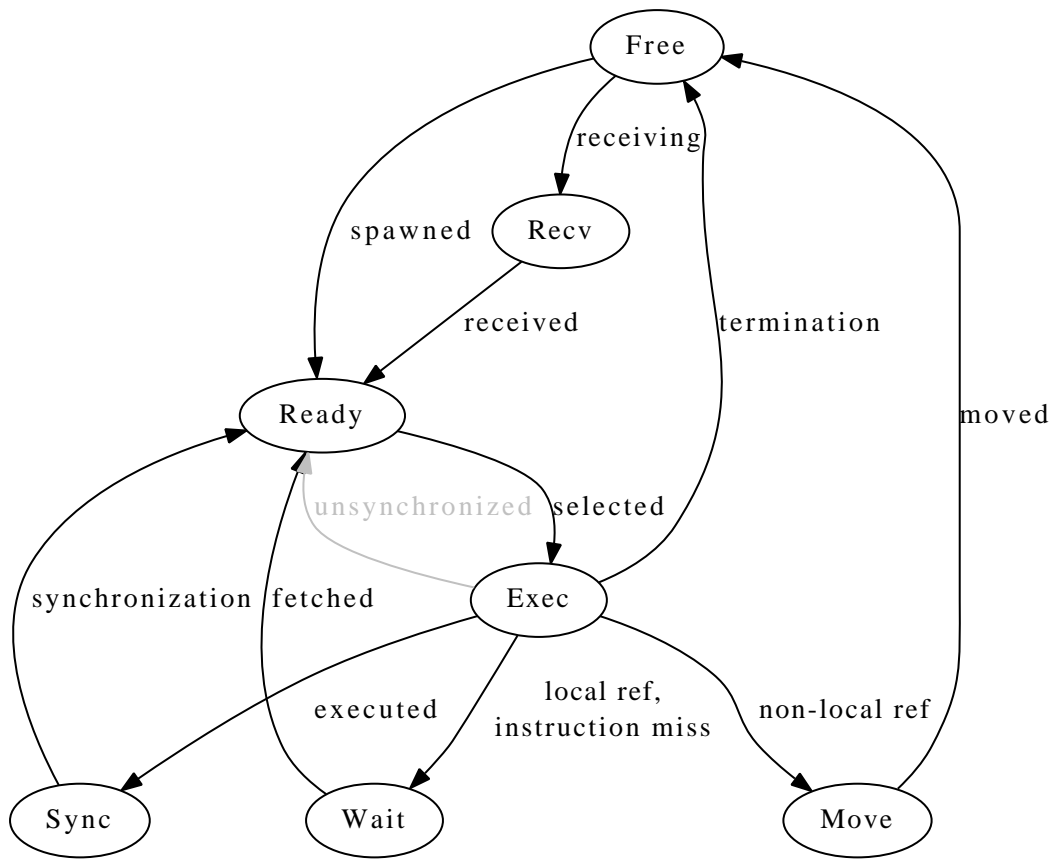 Free
receiving
spawned
Recv
received
termination
Ready
moved
unsynchronized
selected
synchronization
fetched
Exec
local ref,
instruction miss
executed
non-local ref
Sync
Wait
Move